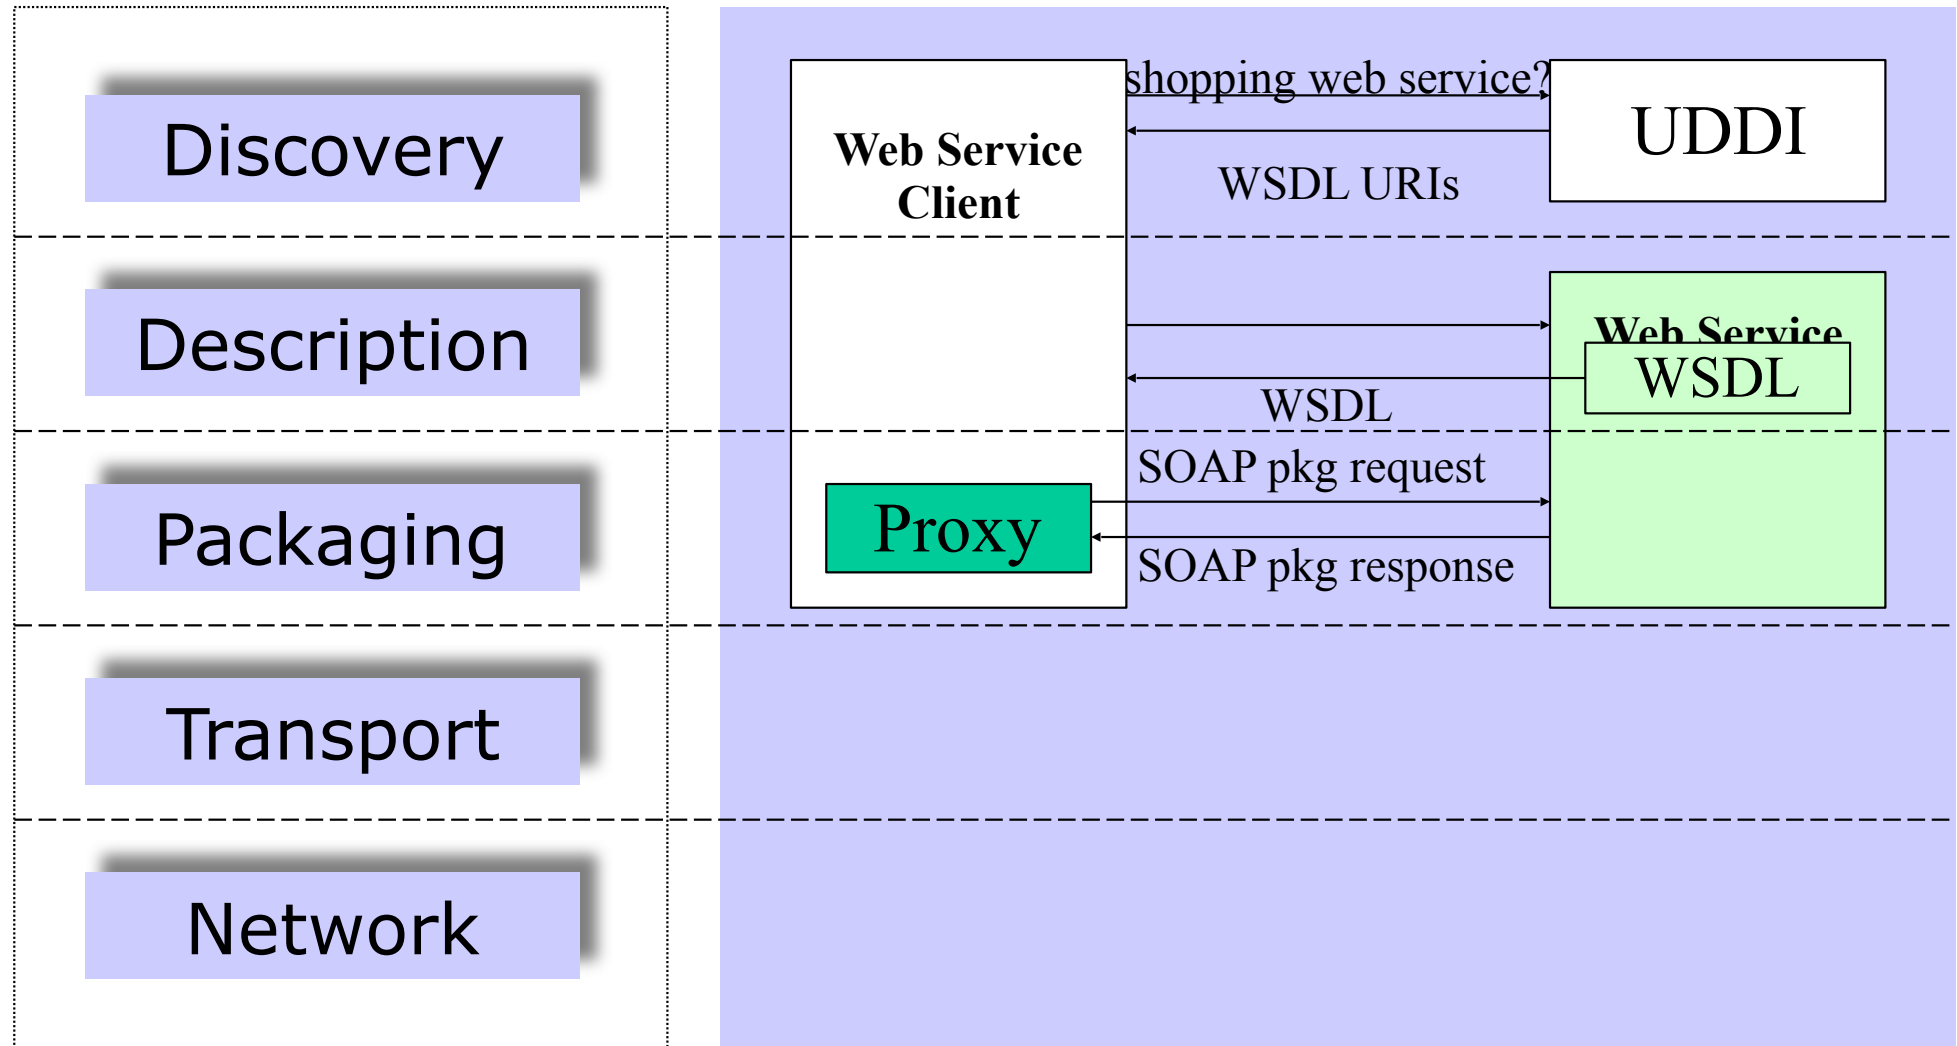 Discovery
Description
Packaging
Transport
Network
Web Service
Client
shopping web service?
WSDL URIs
UDDI
Web Service
WSDL
WSDL
SOAP pkg request
Proxy
SOAP pkg response